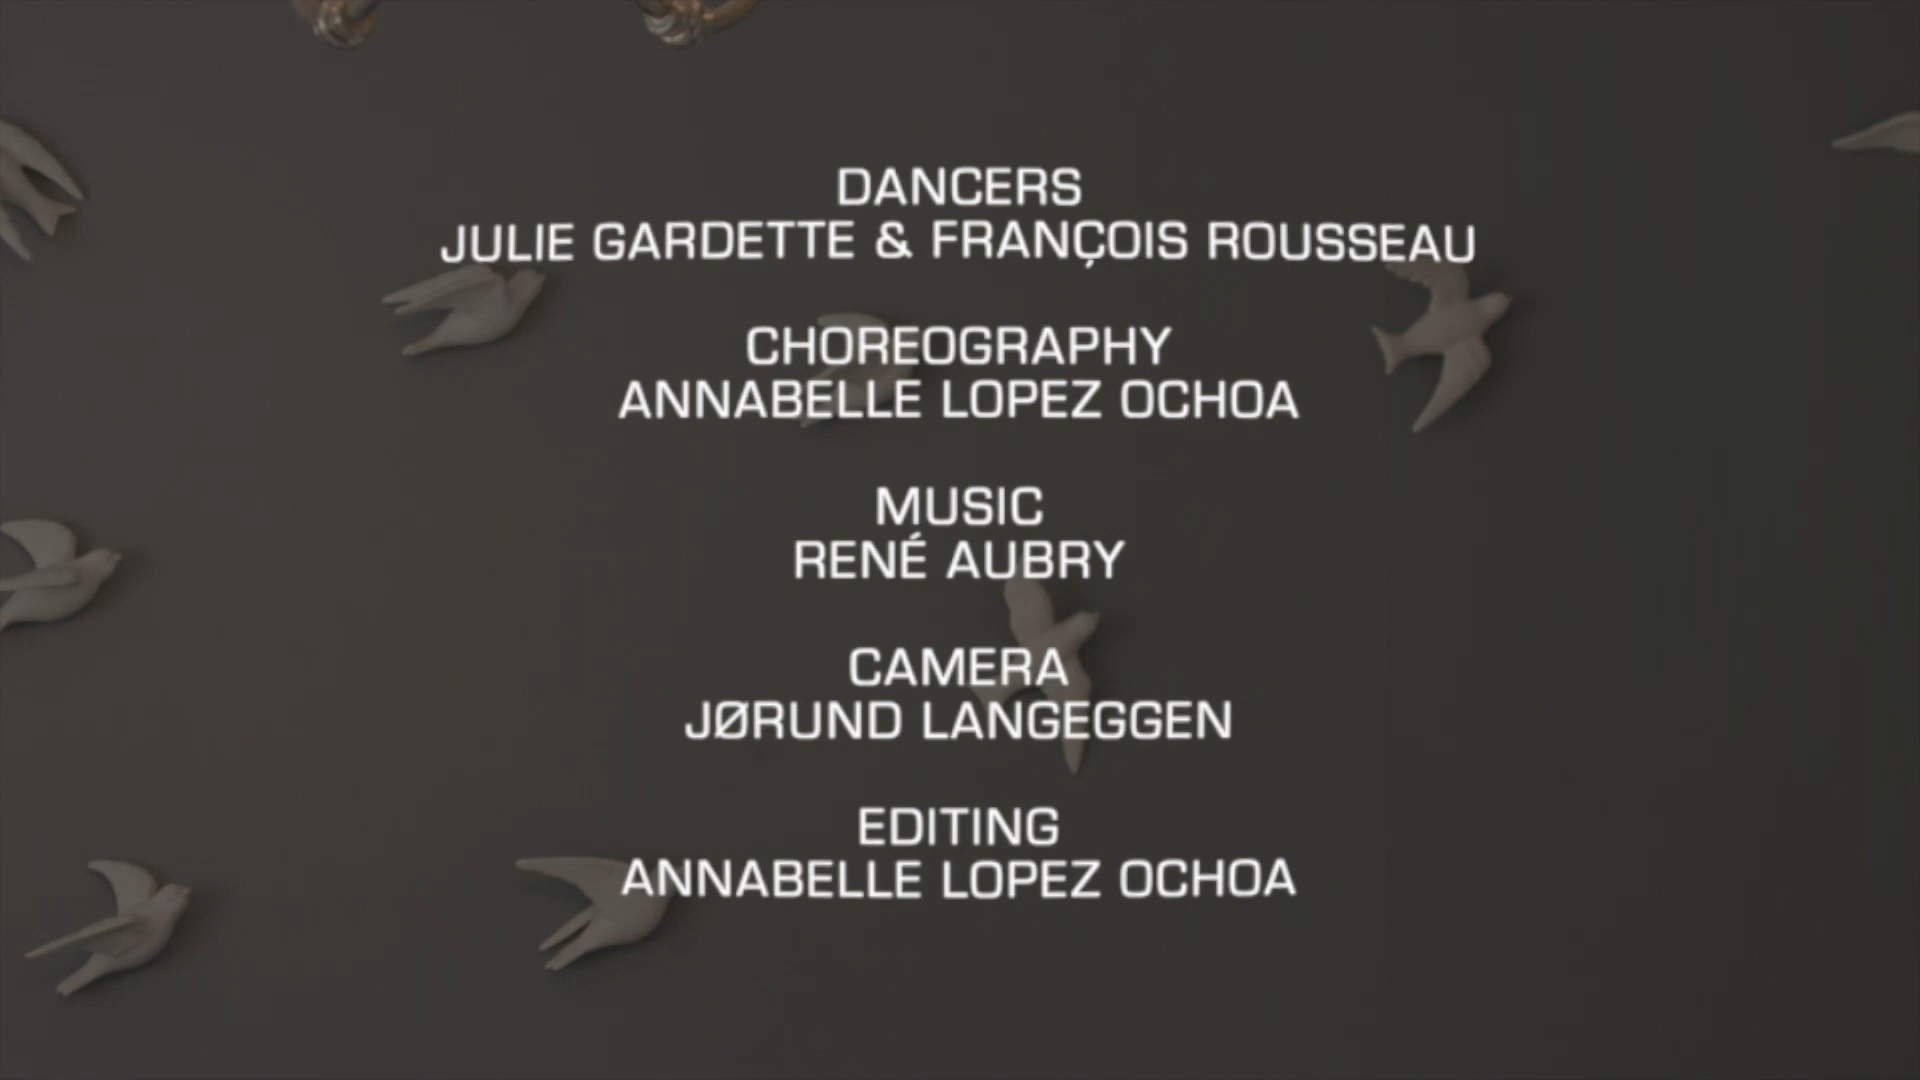 DANCERS
JULIE GARDETTE & FRANÇOIS ROUSSEAU
CHOREOGRAPHY
ANNABELLE LOPEZ OCHOA
MUSIC
RENÉ AUBRY
CAMERA
JØRUND LANGEGGEN
EDITING
ANNABELLE LOPEZ OCHOA